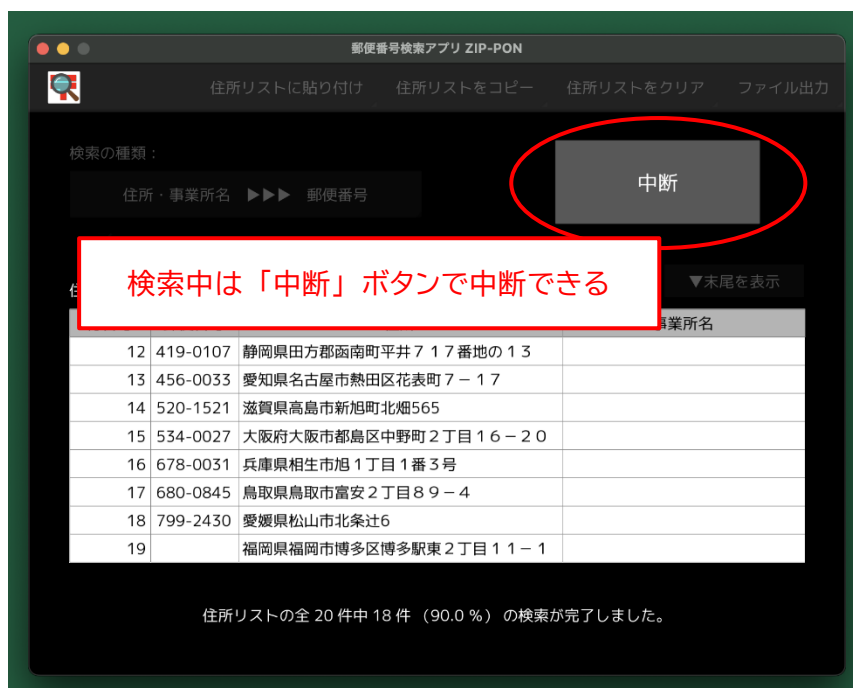 郵便番号検索アプリ ZIP-PON
住所リストに貼り付け 住所リストをコピー 住所リストをクリア ファイル出力
検索の種類：
住所・事業所名 ▶▶▶ 郵便番号
中断
検索中は「中断」ボタンで中断できる
▼末尾を表示
事業所名
12 419-0107 静岡県田方郡函南町平井７１７番地の１３
13 456-0033 愛知県名古屋市熱田区花表町７－１７
14 520-1521 滋賀県高島市新旭町北畑565
15 534-0027 大阪府大阪市都島区中野町２丁目１６－２０
16 678-0031 兵庫県相生市旭１丁目１番３号
17 680-0845 鳥取県鳥取市富安２丁目８９－４
18 799-2430 愛媛県松山市北条辻6
19 福岡県福岡市博多区博多駅東２丁目１１－１
住所リストの全 20 件中 18 件 （90.0 %） の検索が完了しました。